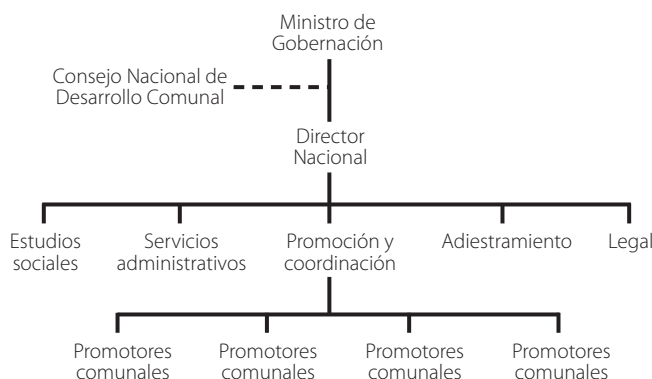 Ministro de
Gobernación
Consejo Nacional de
Desarrollo Comunal
Director
Nacional
Estudios
sociales
Servicios
administrativos
Promoción y
coordinación
Adiestramiento
Legal
Promotores
comunales
Promotores
comunales
Promotores
comunales
Promotores
comunales